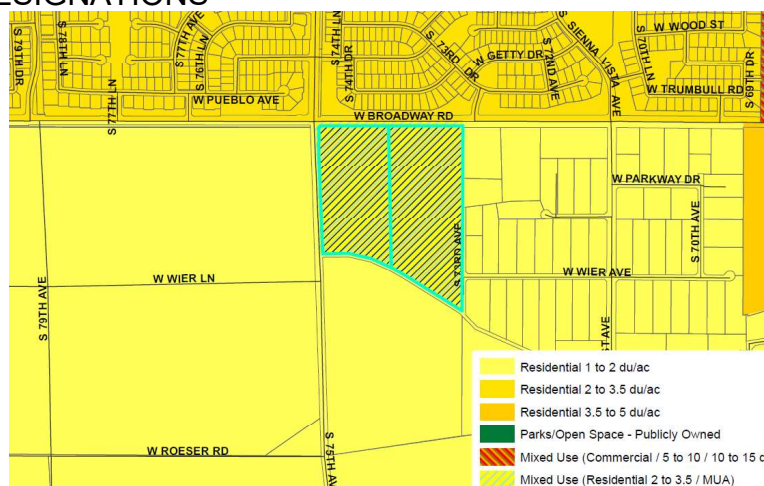 ESIGNATIONS
S 79TH DR
S 78TH LN
S 77TH AVE
S 76TH LN
S 77TH LN
W PUEBLO AVE
S 74TH LN
S 74TH DR
S 73RD DR
W GETTY DR
S 72ND AVE
S SIENNA VISTA AVE
W WOOD ST
S 70TH LN
W TRUMBULL RD
S 69TH DR
W BROADWAY RD
W PARKWAY DR
S 70TH AVE
S 73RD AVE
W WIER LN
W WIER AVE
S 79TH AVE
ST AVE
W ROESER RD
S 75TH AV
Residential 1 to 2 du/ac
Residential 2 to 3.5 du/ac
Residential 3.5 to 5 du/ac
Parks/Open Space - Publicly Owned
Mixed Use (Commercial / 5 to 10 / 10 to 15 d
Mixed Use (Residential 2 to 3.5 / MUA)